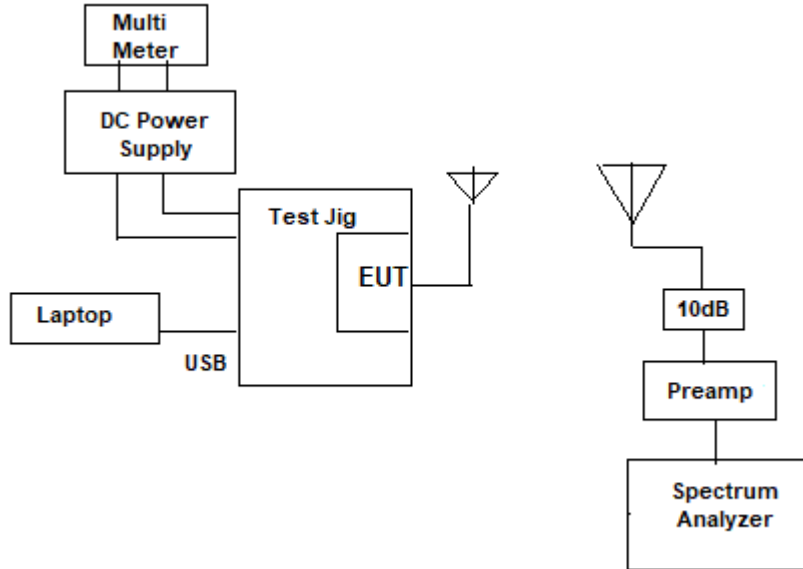 Multi
Meter
DC Power
Supply
Test Jig
EUT
Laptop
USB
10dB
Preamp
Spectrum
Analyzer